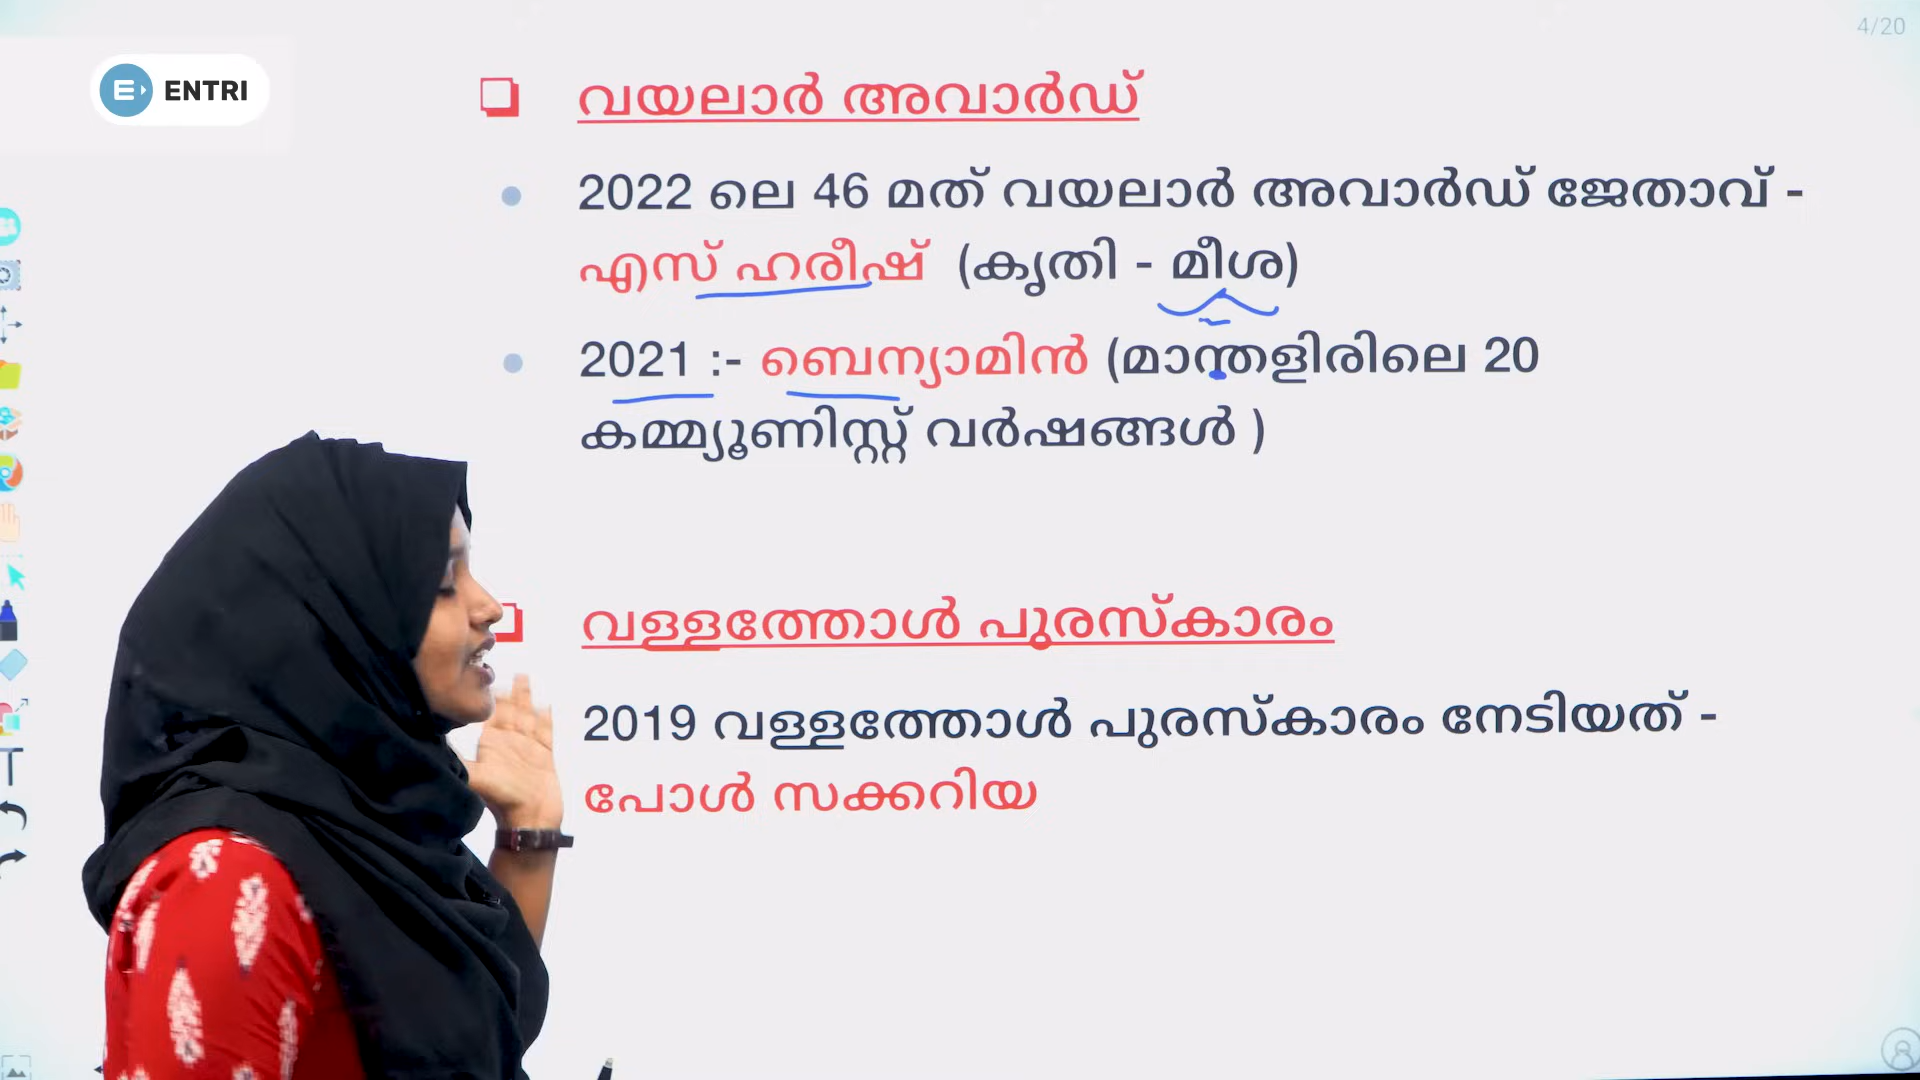 4/20
ENTRI
വയലാർ അവാർഡ്
2022 ലെ 46 മത് വയലാർ അവാർഡ് ജേതാവ് -
എസ് ഹരീഷ് (കൃതി - മീശ)
2021 :- ബെന്യാമിൻ (മാന്തളിരിലെ 20
കമ്മ്യൂണിസ്റ്റ് വർഷങ്ങൾ )
വള്ളത്തോൾ പുരസ്കാരം
2019 വള്ളത്തോൾ പുരസ്കാരം നേടിയത് -
പോൾ സക്കറിയ